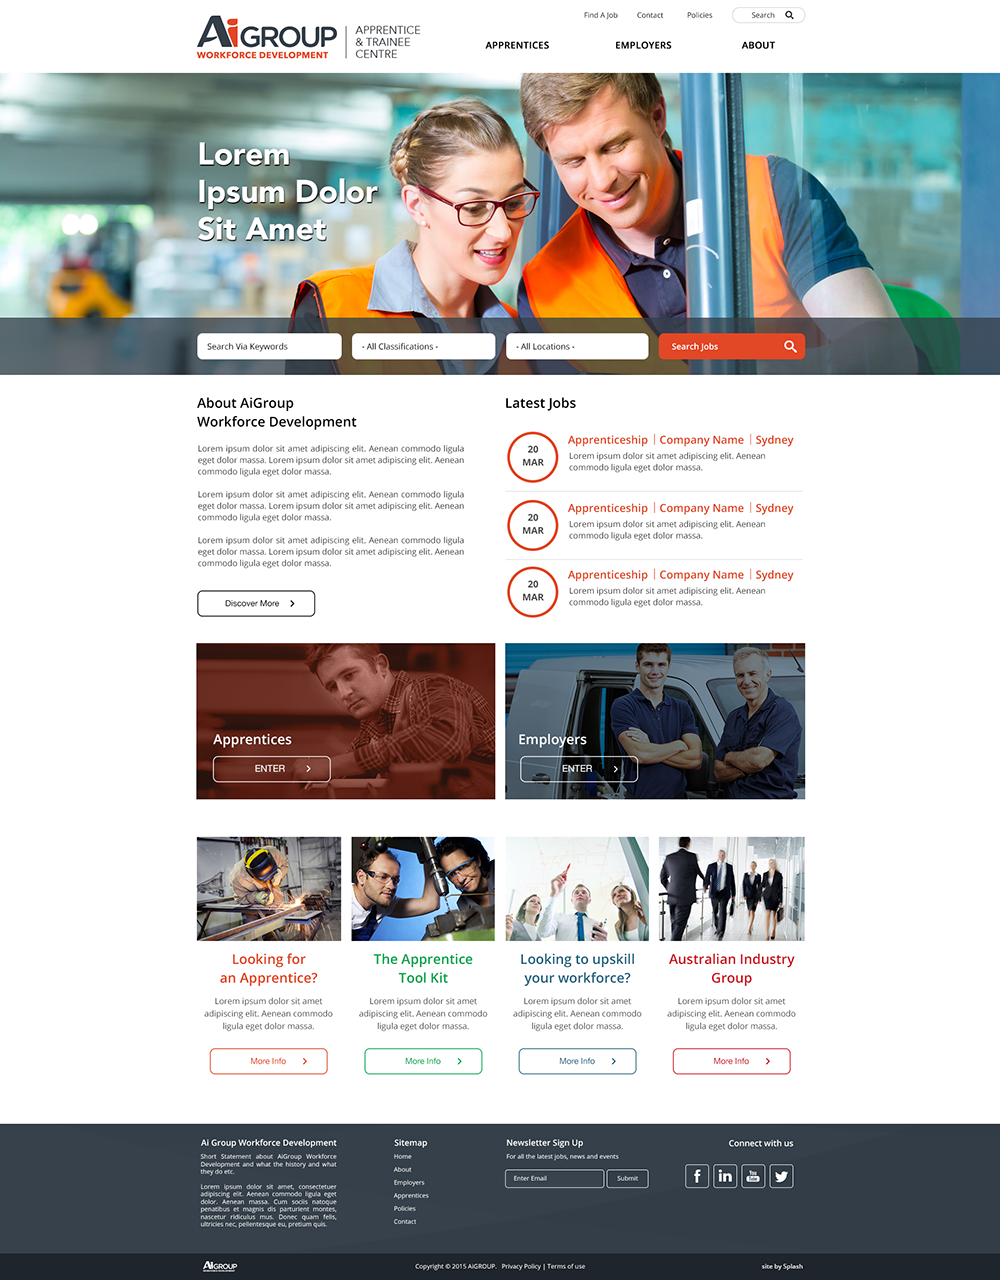 Find A Job
Contact
Policies
Search
AiGROUP
WORKFORCE DEVELOPMENT
APPRENTICE
& TRAINEE
CENTRE
APPRENTICES
EMPLOYERS
ABOUT
Lorem
Ipsum Dolor
Sit Amet
Search Via Keywords
- All Classifications -
- All Locations -
Search Jobs
About AiGroup
Workforce Development
Lorem ipsum dolor sit amet adipiscing elit. Aenean commodo ligula
eget dolor massa. Lorem ipsum dolor sit amet adipiscing elit. Aenean
commodo ligula eget dolor massa.
Lorem ipsum dolor sit amet adipiscing elit. Aenean commodo ligula
eget dolor massa. Lorem ipsum dolor sit amet adipiscing elit. Aenean
commodo ligula eget dolor massa.
Lorem ipsum dolor sit amet adipiscing elit. Aenean commodo ligula
eget dolor massa. Lorem ipsum dolor sit amet adipiscing elit. Aenean
commodo ligula eget dolor massa.
Discover More
Latest Jobs
20
MAR
Apprenticeship | Company Name | Sydney
Lorem ipsum dolor sit amet adipiscing elit. Aenean
commodo ligula eget dolor massa.
20
MAR
Apprenticeship | Company Name | Sydney
Lorem ipsum dolor sit amet adipiscing elit. Aenean
commodo ligula eget dolor massa.
20
MAR
Apprenticeship | Company Name | Sydney
Lorem ipsum dolor sit amet adipiscing elit. Aenean
commodo ligula eget dolor massa.
Apprentices
ENTER
Employers
ENTER
Looking for
an Apprentice?
Lorem ipsum dolor sit amet
adipiscing elit. Aenean commodo
ligula eget dolor massa.
More Info
The Apprentice
Tool Kit
Lorem ipsum dolor sit amet
adipiscing elit. Aenean commodo
ligula eget dolor massa.
More Info
Looking to upskill
your workforce?
Lorem ipsum dolor sit amet
adipiscing elit. Aenean commodo
ligula eget dolor massa.
More Info
Australian Industry
Group
Lorem ipsum dolor sit amet
adipiscing elit. Aenean commodo
ligula eget dolor massa.
More Info
Ai Group Workforce Development
Short Statement about AiGroup Workforce
Development and what the history and what
they do etc.
Lorem ipsum dolor sit amet, consectetuer
adipiscing elit. Aenean commodo ligula eget
dolor. Aenean massa. Cum sociis natoque
penatibus et magnis dis parturient montes,
nascetur ridiculus mus. Donec quam felis,
ultricies nec, pellentesque eu, pretium quis.
Sitemap
Home
About
Employers
Apprentices
Policies
Contact
Newsletter Sign Up
For all the latest jobs, news and events
Enter Email
Submit
Connect with us
f
in
You
Tube
AiGROUP
WORKFORCE DEVELOPMENT
Copyright © 2015 AiGROUP. Privacy Policy | Terms of use
site by Splash